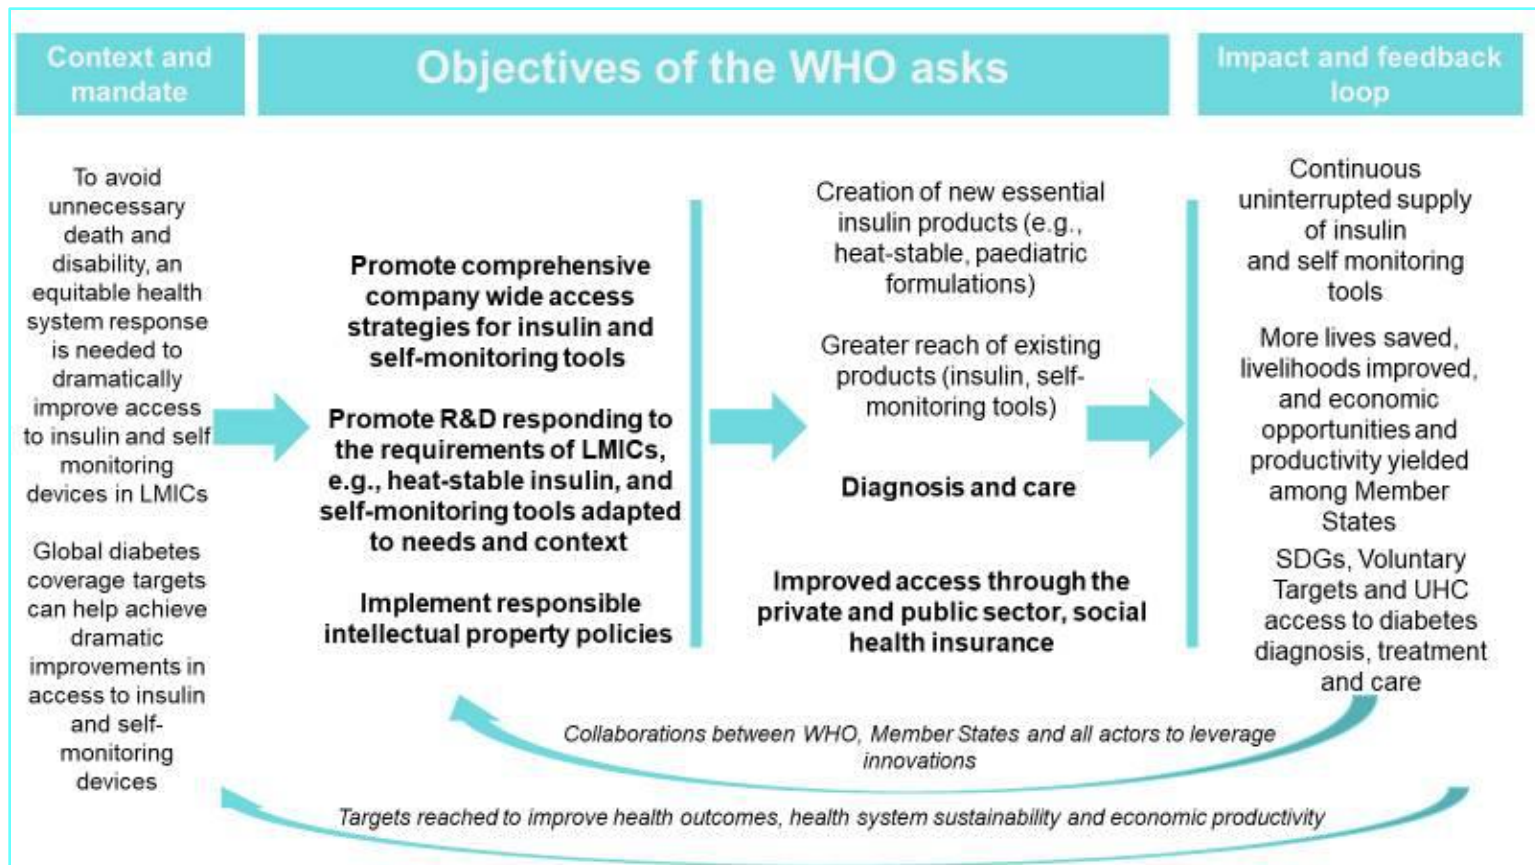 Context and
mandate
Objectives of the WHO asks
Impact and feedback
loop
To avoid
unnecessary
death and
disability, an
equitable health
system response
is needed to
dramatically
improve access
to insulin and self
monitoring
devices in LMICs
Global diabetes
coverage targets
can help achieve
dramatic
improvements in
access to insulin
and self-
monitoring
devices
Promote comprehensive
company wide access
strategies for insulin and
self-monitoring tools
Promote R&D responding to
the requirements of LMICs,
e.g., heat-stable insulin, and
self-monitoring tools adapted
to needs and context
Implement responsible
intellectual property policies
Creation of new essential
insulin products (e.g.,
heat-stable, paediatric
formulations)
Greater reach of existing
products (insulin, self-
monitoring tools)
Diagnosis and care
Improved access through the
private and public sector, social
health insurance
Continuous
uninterrupted supply
of insulin
and self monitoring
tools
More lives saved,
livelihoods improved,
and economic
opportunities and
productivity yielded
among Member
States
SDGs, Voluntary
Targets and UHC
access to diabetes
diagnosis, treatment
and care
Collaborations between WHO, Member States and all actors to leverage
innovations
Targets reached to improve health outcomes, health system sustainability and economic productivity